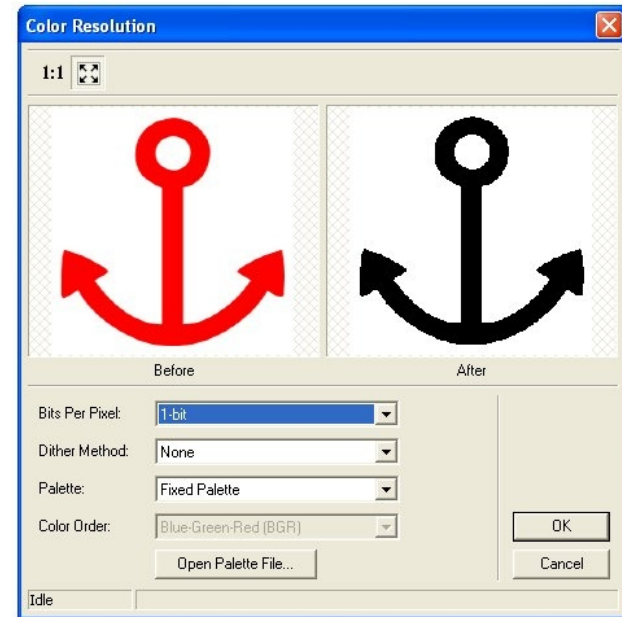 Color Resolution
1:1
Before After
Bits Per Pixel: 1-bit
Dither Method: None
Palette: Fixed Palette
Color Order: Blue-Green-Red (BGR) OK
Open Palette File... Cancel
Idle